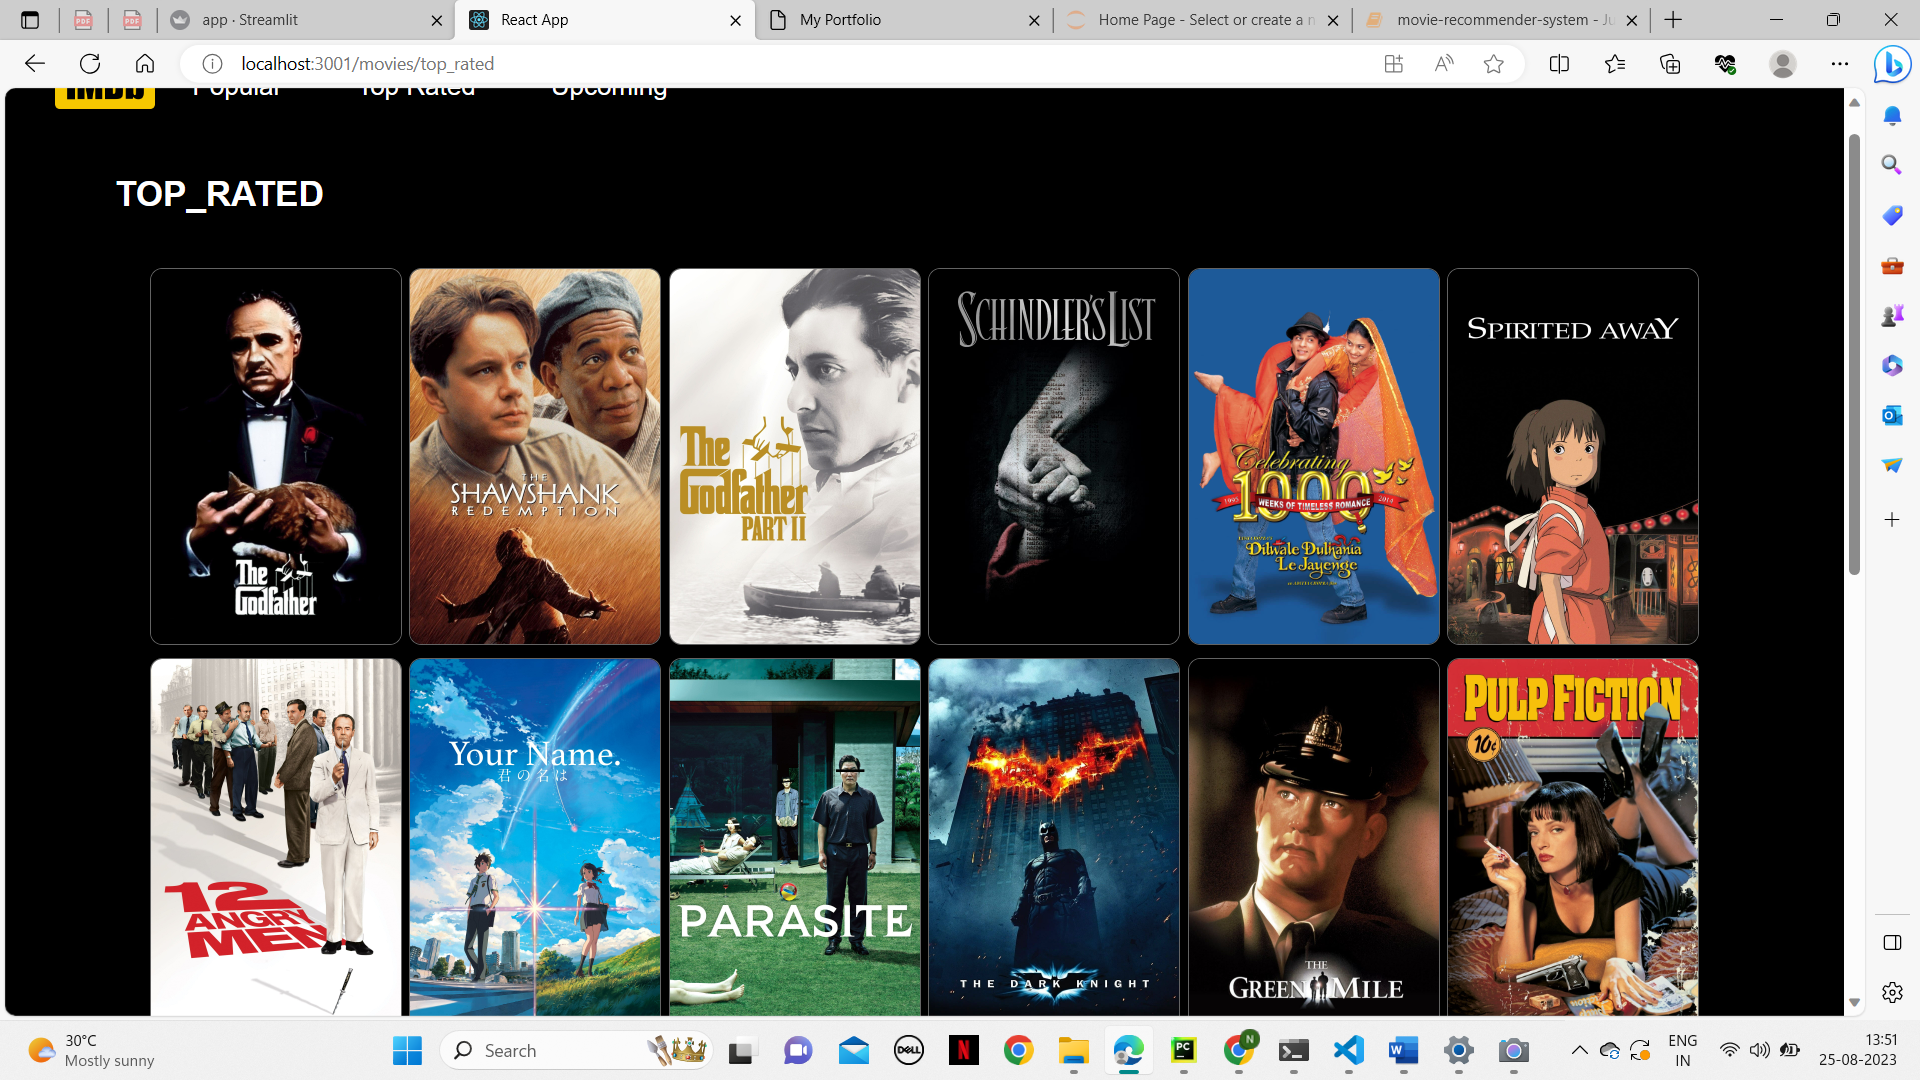 app · Streamlit
React App
My Portfolio
Home Page - Select or create a n
movie-recommender-system - Ju
localhost:3001/movies/top_rated
IMDb
Popular
Top Rated
Upcoming
TOP_RATED
The
Godfather
THE
SHAWSHANK
REDEMPTION
The
Godfather
PART II
SCHINDLER'S LIST
Celebrating
1000
1995 WEEKS OF TIMELESS ROMANCE 2014
Dilwale Dulhania
Le Jayenge
SPIRITED AWAY
12
ANGRY
MEN
Your Name.
君の名は
PARASITE
THE DARK KNIGHT
THE
GREEN MILE
PULP FICTION
10¢
30°C
Mostly sunny
Search
DELL
N
PC
N
W
ENG
IN
13:51
25-08-2023